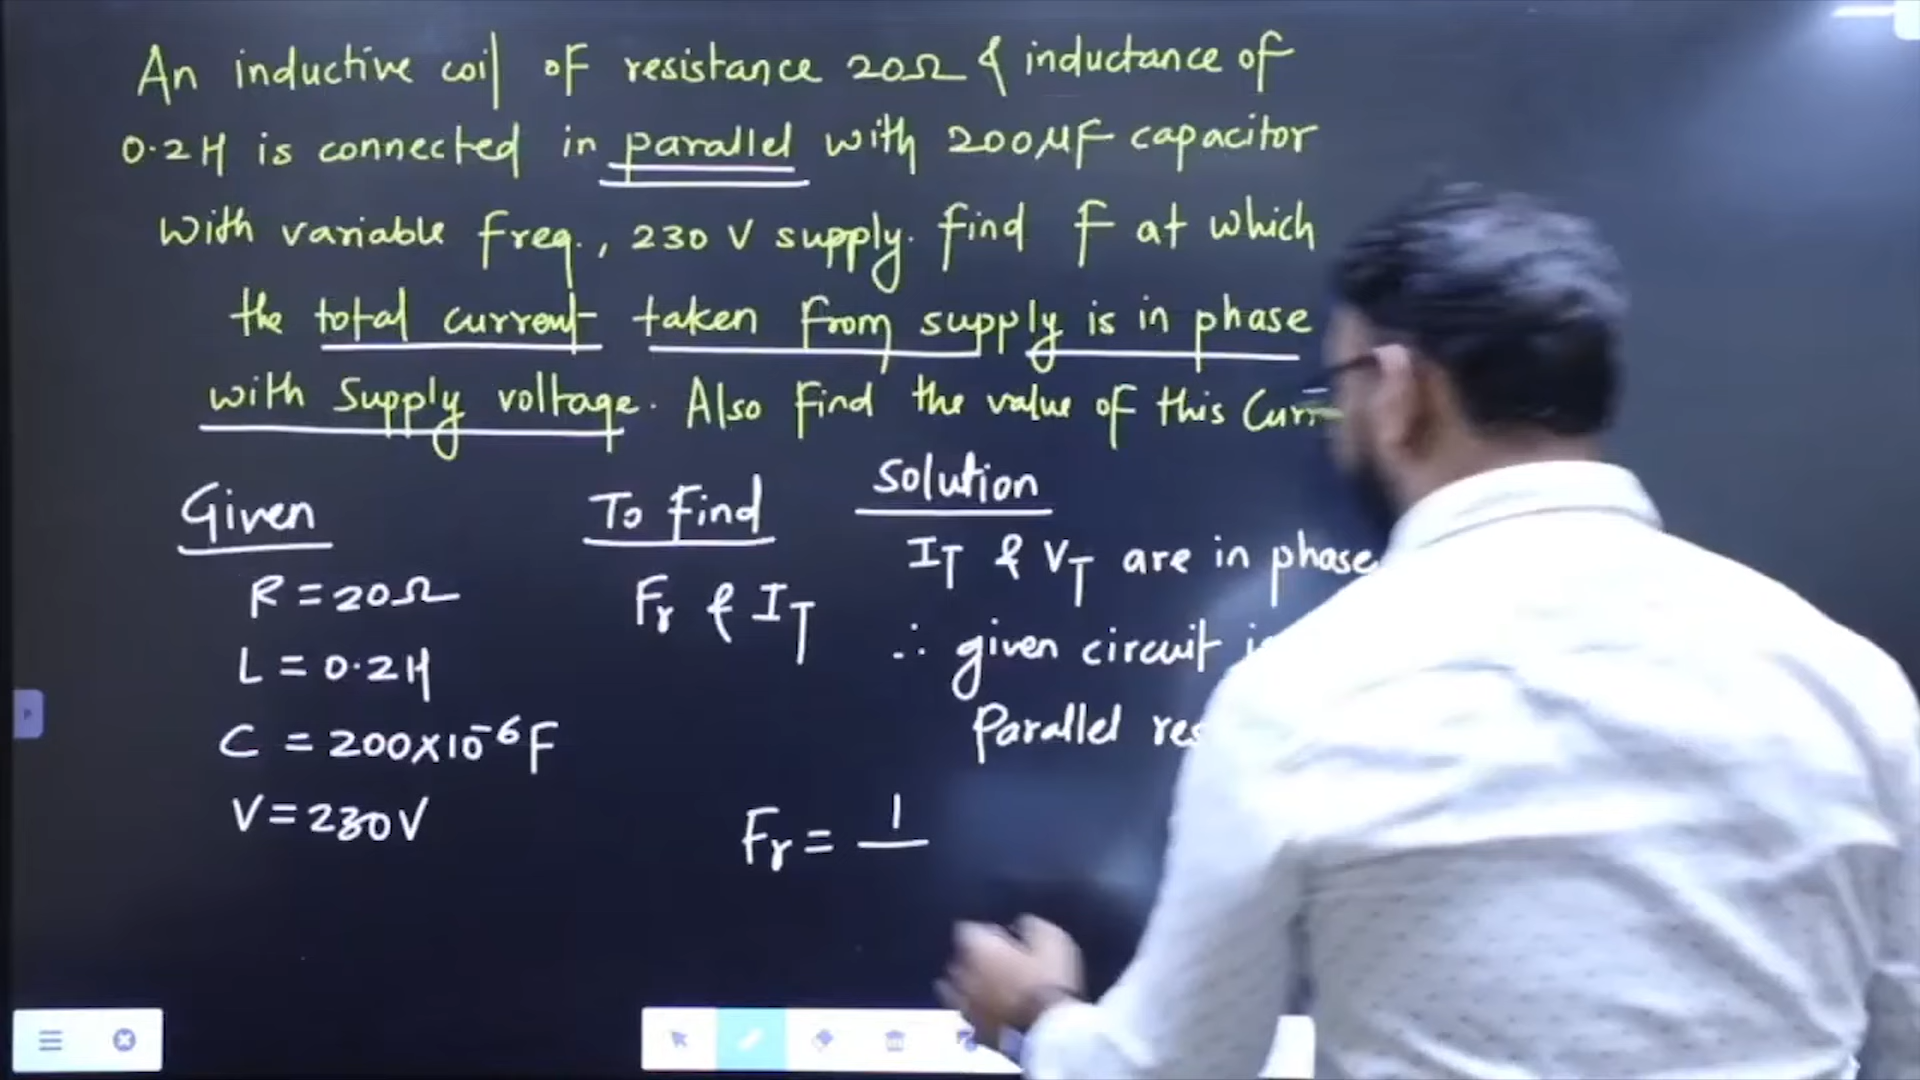 An inductive coil of resistance 20Ω & inductance of
0.2H is connected in parallel with 200μF capacitor
with variable freq., 230 V supply. find f at which
the total current taken from supply is in phase
with supply voltage. Also find the value of this
Given
R = 20Ω
L = 0.2H
C = 200×10⁻⁶F
V = 230V
To Find
Fr & IT
Solution
IT & VT are in phase
∴ given circuit
Parallel
Fr = 1